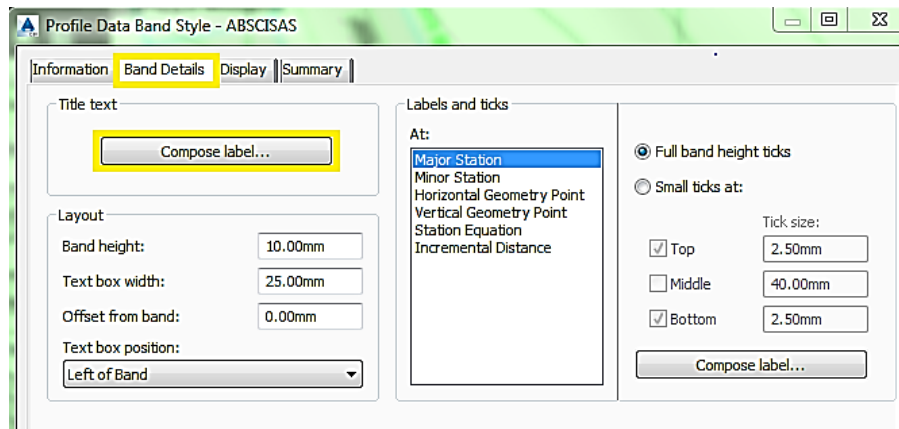 Profile Data Band Style - ABSCISAS
Information Band Details Display Summary
Title text
Compose label...
Layout
Band height: 10.00mm
Text box width: 25.00mm
Offset from band: 0.00mm
Text box position:
Left of Band
Labels and ticks
At:
Major Station
Minor Station
Horizontal Geometry Point
Vertical Geometry Point
Station Equation
Incremental Distance
Full band height ticks
Small ticks at:
Tick size:
Top 2.50mm
Middle 40.00mm
Bottom 2.50mm
Compose label...